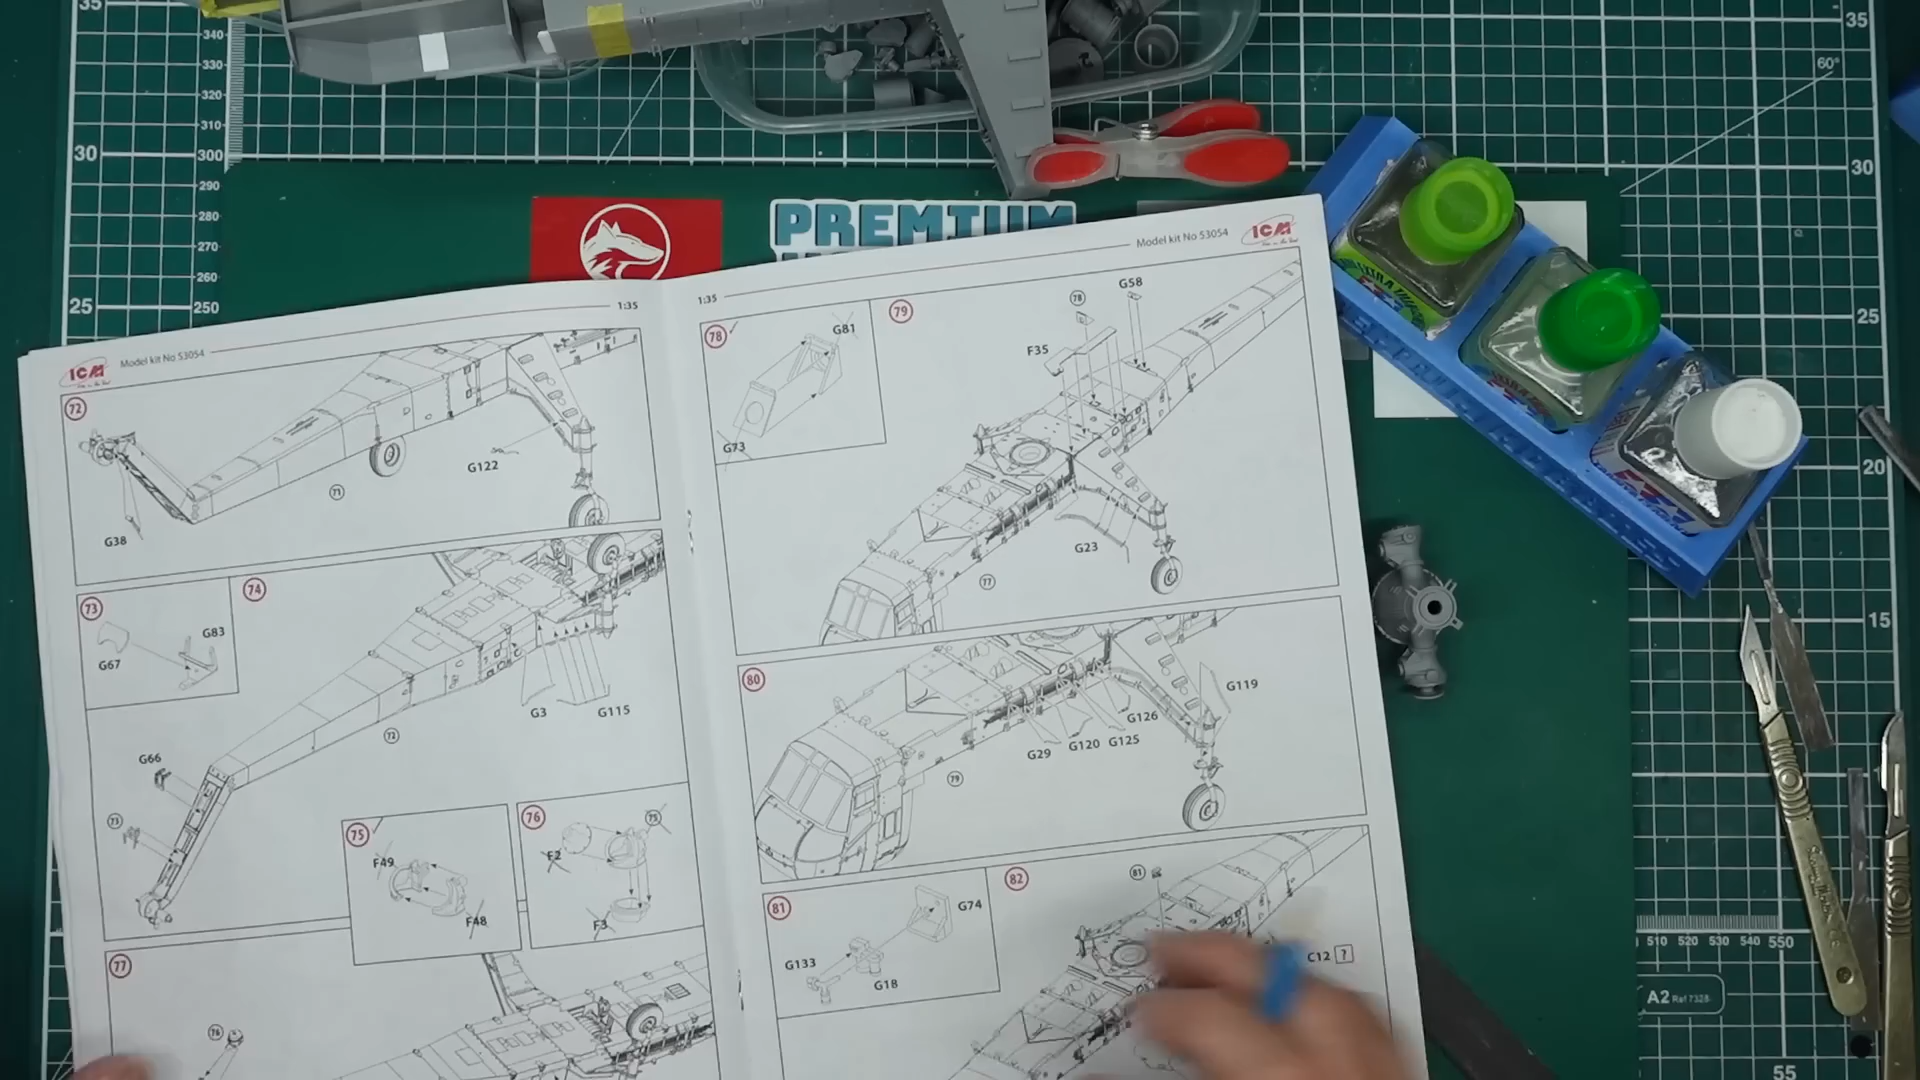 35
340
330
320
310
30
300
290
280
270
260
25
250
35
60°
30
25
20
15
510 520 530 540 550
A2 Ref 7328
55
PREMIUM
1:35
ICM
Model kit No 53054
72
G122
71
G38
73
G83
G67
74
G3
G115
72
G66
73
75
F49
F48
76
75
F2
F3
77
76
1:35
Model kit No 53054
ICM
78
G81
G73
79
78
G58
F35
G23
77
80
G119
G126
G29
G120
G125
79
81
G74
G133
G18
82
81
C12 ?